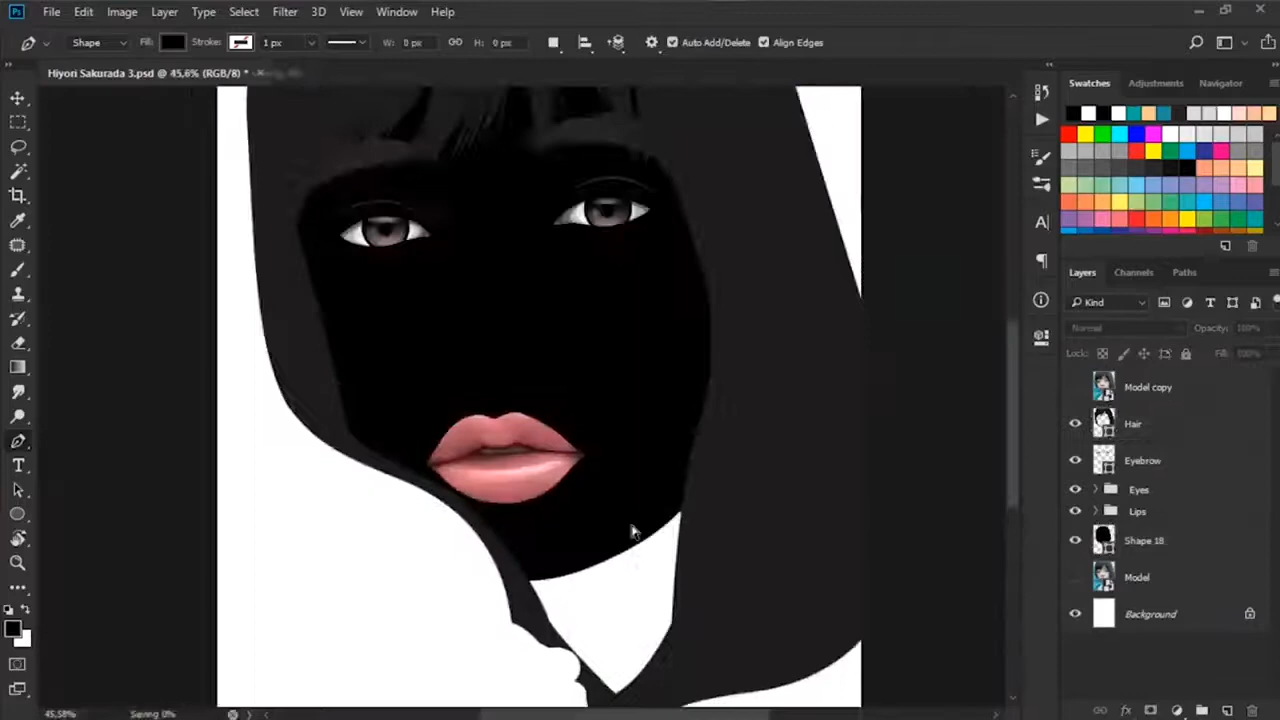 Ps File Edit Image Layer Type Select Filter 3D View Window Help
Shape Fill: Stroke: 1 px W: 0 px H: 0 px Auto Add/Delete Align Edges
Hiyori Sakurada 3.psd @ 45,6% (RGB/8) * ×
Swatches Adjustments Navigator
Layers Channels Paths
Kind
Normal Opacity: 100%
Lock: Fill: 100%
Model copy
Hair
Eyebrow
Eyes
Lips
Shape 18
Model
Background
45,58% Saving 0%